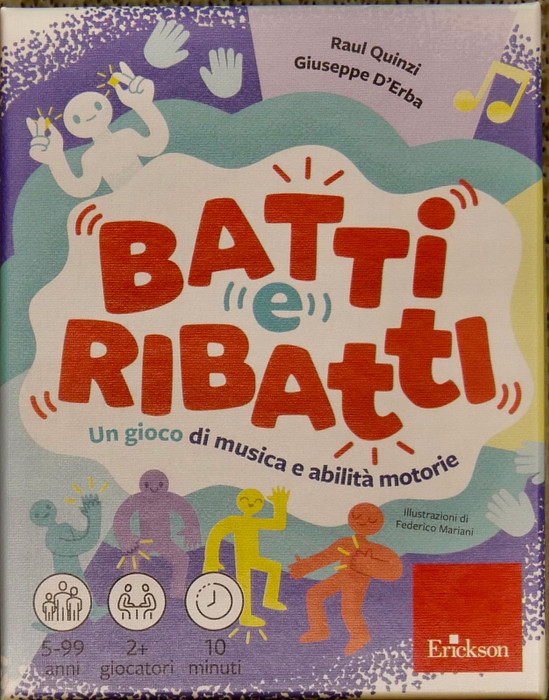 Raul Quinzi
Giuseppe D'Erba
BATTI
e
RIBATTI
Un gioco di musica e abilità motorie
illustrazioni di
Federico Mariani
5-99
anni
2+
giocatori
10
minuti
Erickson